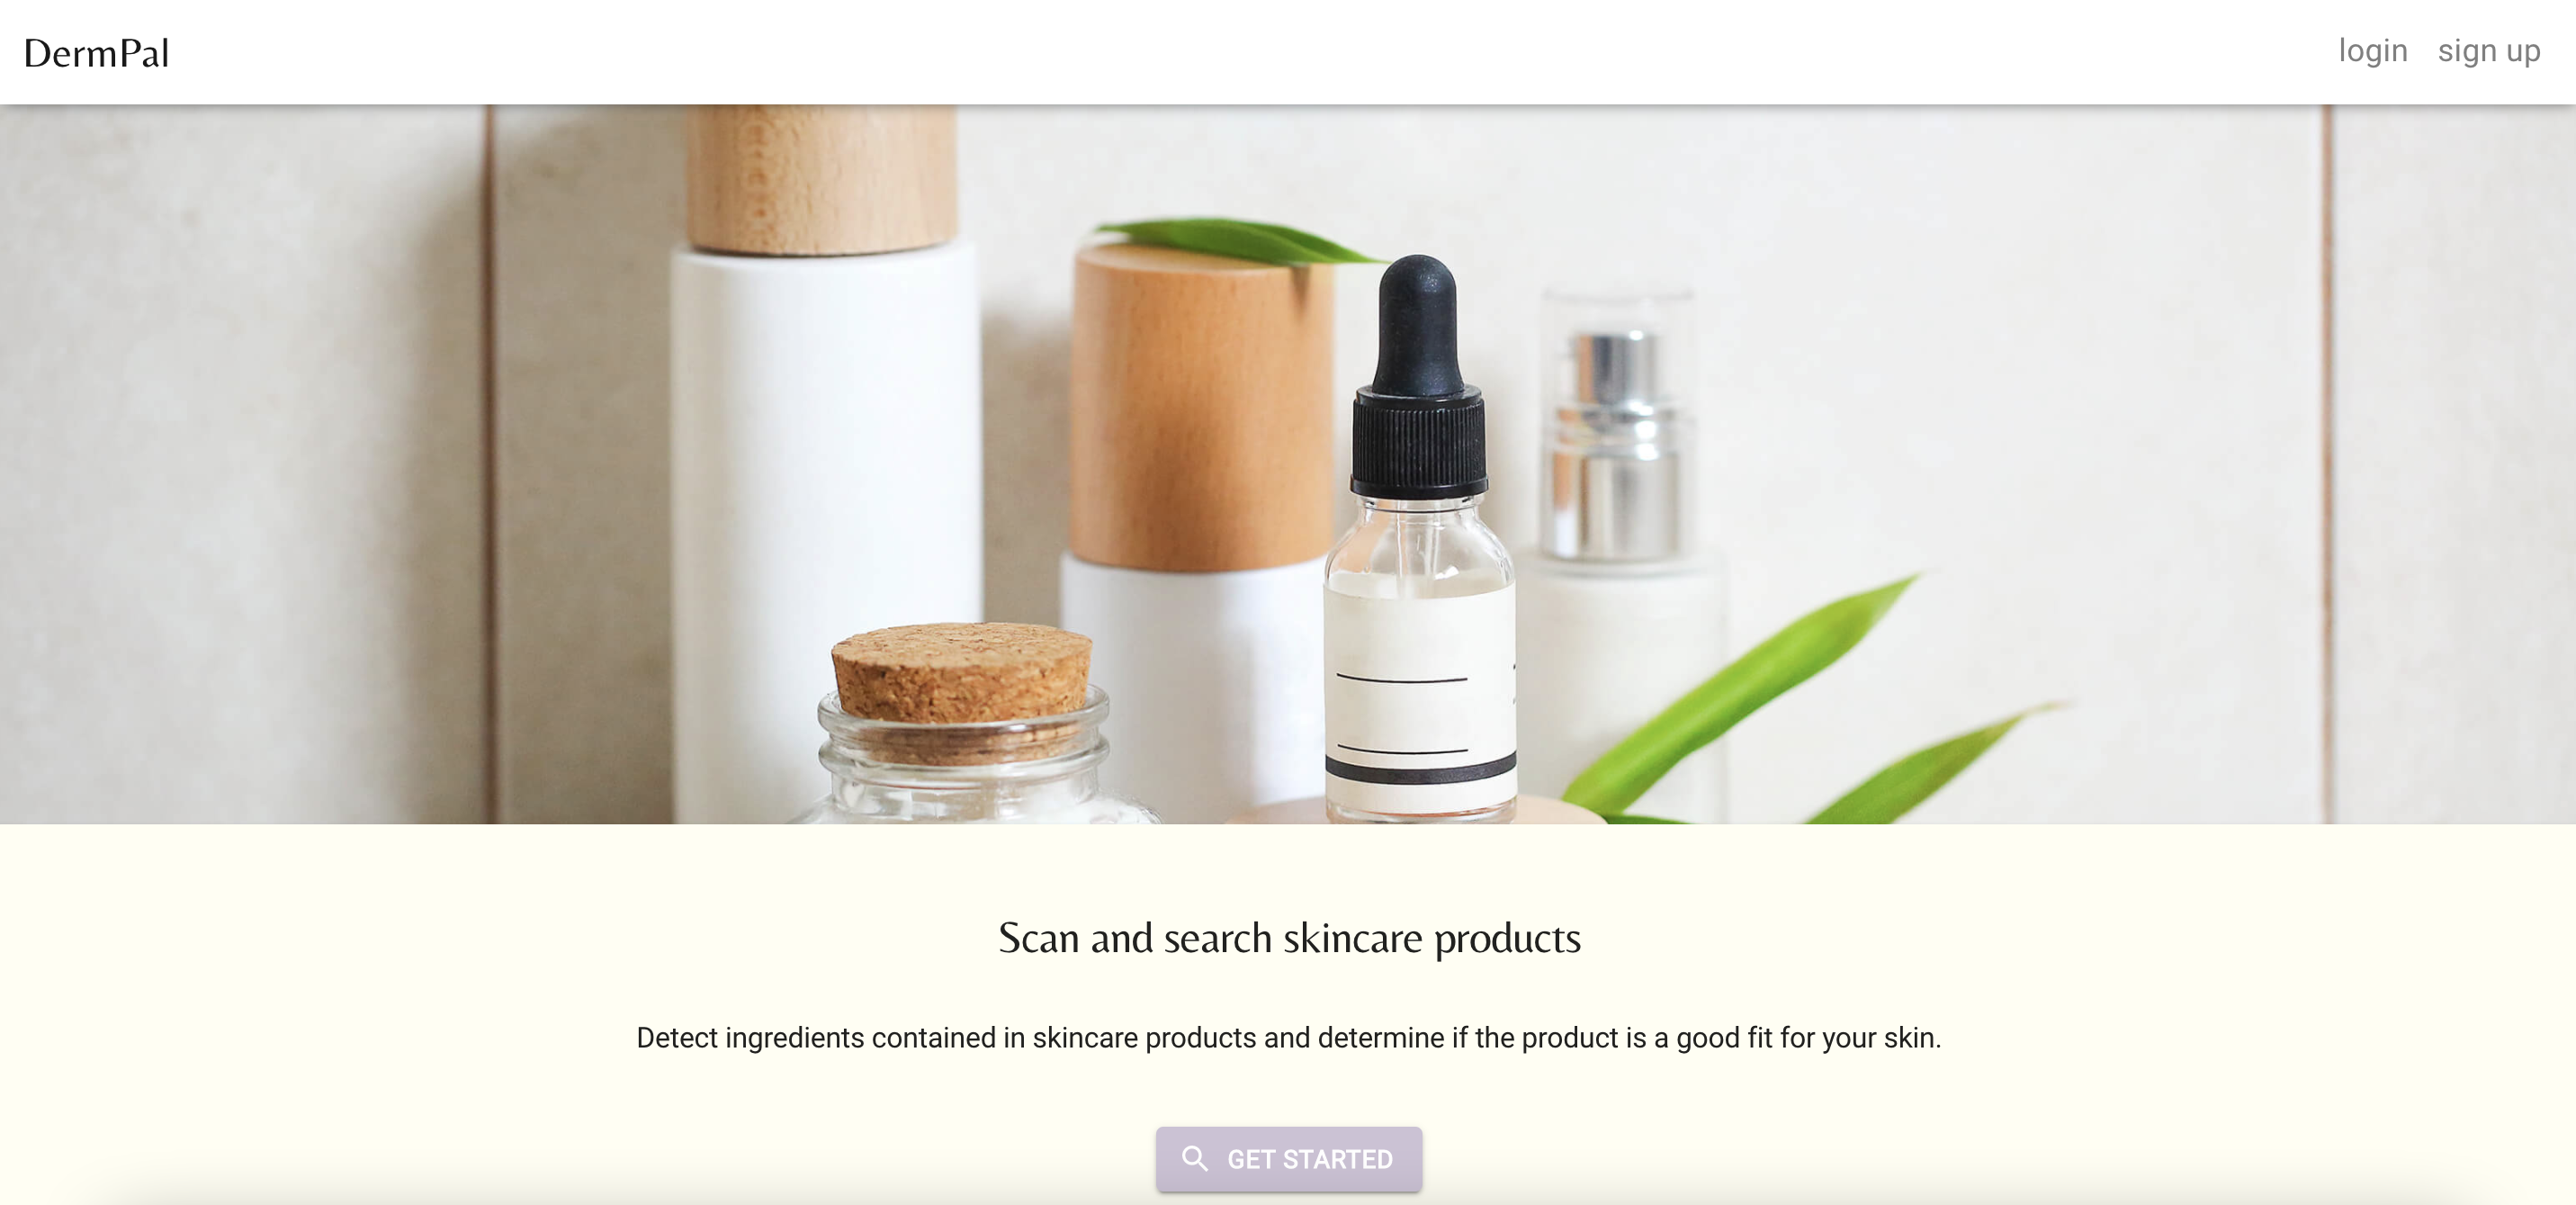 DermPal
login sign up
Scan and search skincare products
Detect ingredients contained in skincare products and determine if the product is a good fit for your skin.
GET STARTED